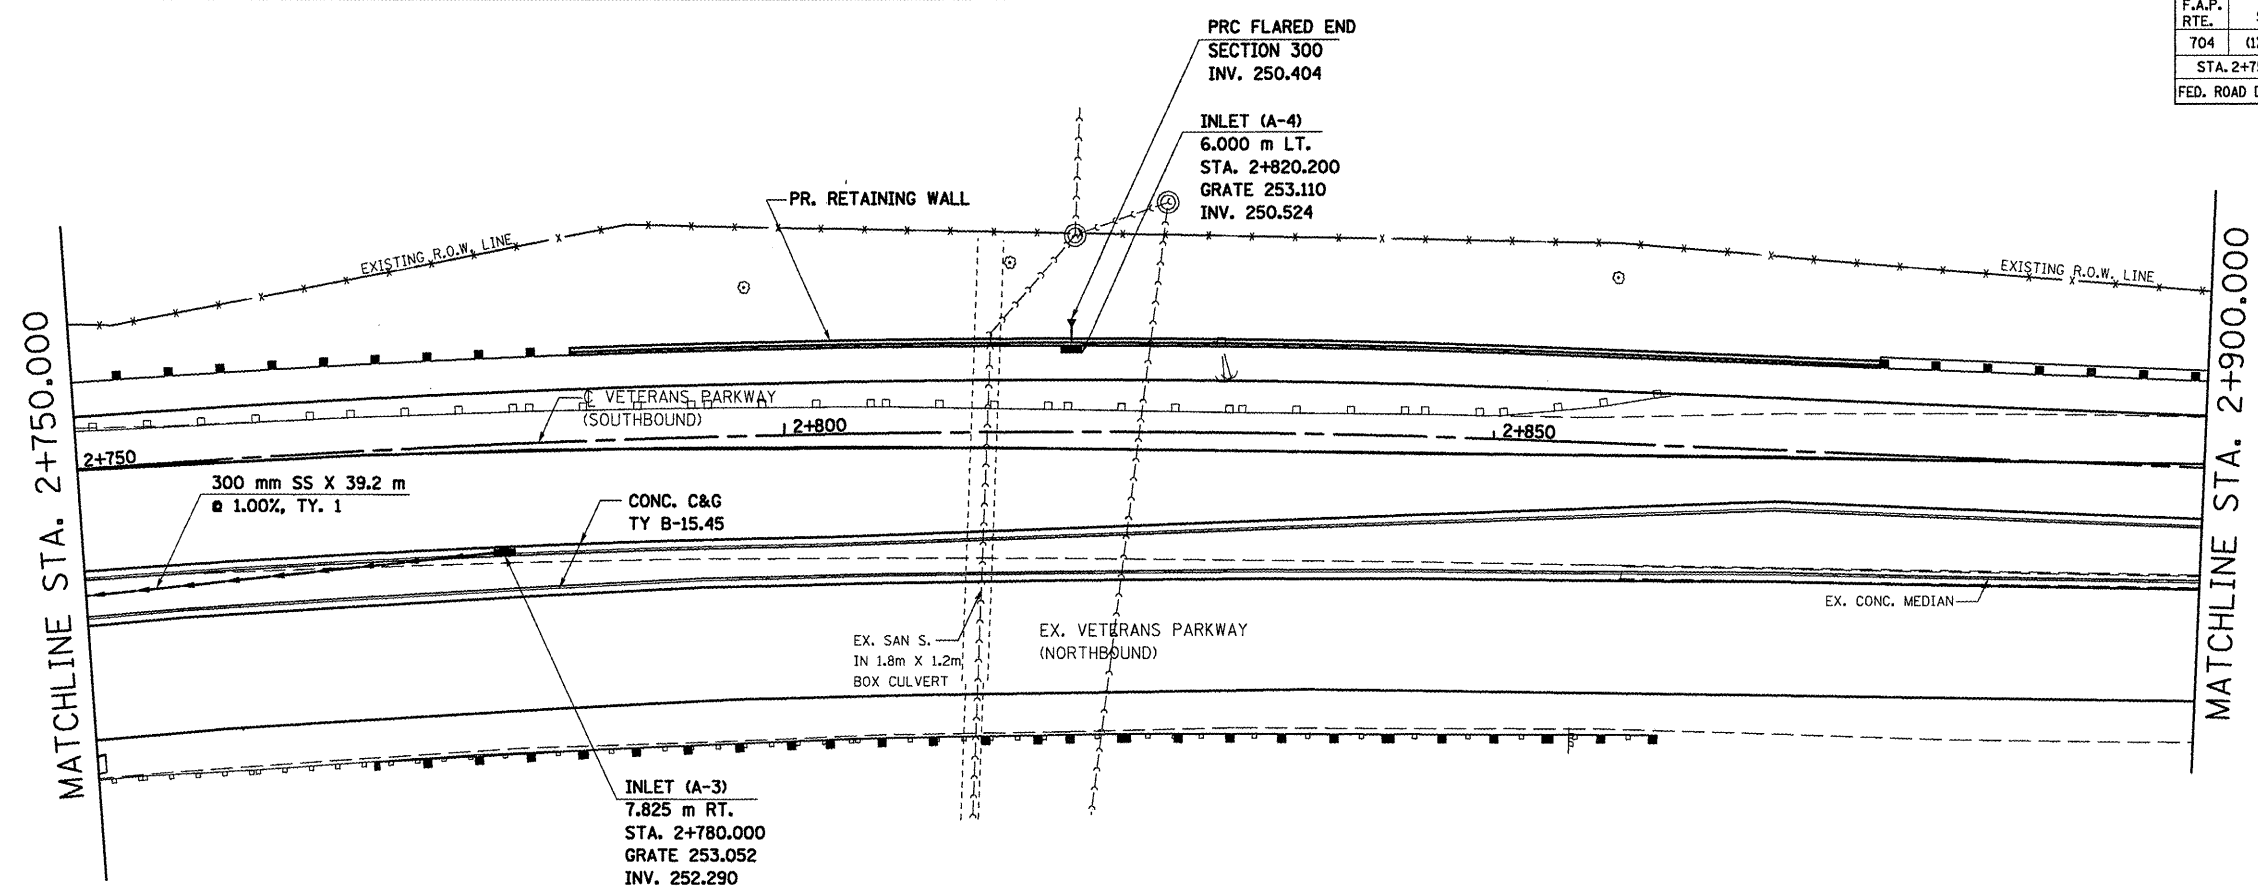 F.A.P.
RTE.
704
STA. 2+75
FED. ROAD D
PRC FLARED END
SECTION 300
INV. 250.404
INLET (A-4)
6.000 m LT.
STA. 2+820.200
GRATE 253.110
INV. 250.524
PR. RETAINING WALL
EXISTING R.O.W. LINE
EXISTING R.O.W. LINE
MATCHLINE STA. 2+750.000
MATCHLINE STA. 2+900.000
℄ VETERANS PARKWAY
(SOUTHBOUND)
2+750
2+800
2+850
300 mm SS X 39.2 m
@ 1.00%, TY. 1
CONC. C&G
TY B-15.45
EX. SAN S.
IN 1.8m X 1.2m
BOX CULVERT
EX. VETERANS PARKWAY
(NORTHBOUND)
EX. CONC. MEDIAN
INLET (A-3)
7.825 m RT.
STA. 2+780.000
GRATE 253.052
INV. 252.290